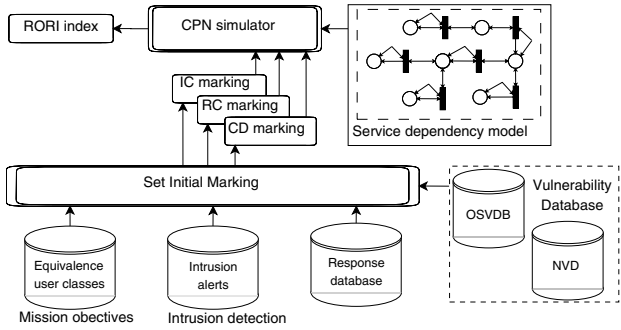 RORI index
CPN simulator
IC marking
RC marking
CD marking
Service dependency model
Set Initial Marking
Vulnerability
Database
OSVDB
NVD
Equivalence
user classes
Intrusion
alerts
Response
database
Mission obectives
Intrusion detection